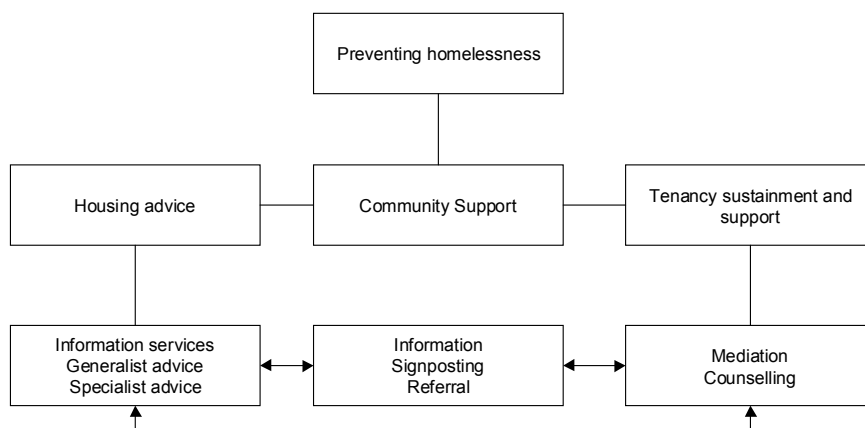 Preventing homelessness
Housing advice
Community Support
Tenancy sustainment and
support
Information services
Generalist advice
Specialist advice
Information
Signposting
Referral
Mediation
Counselling